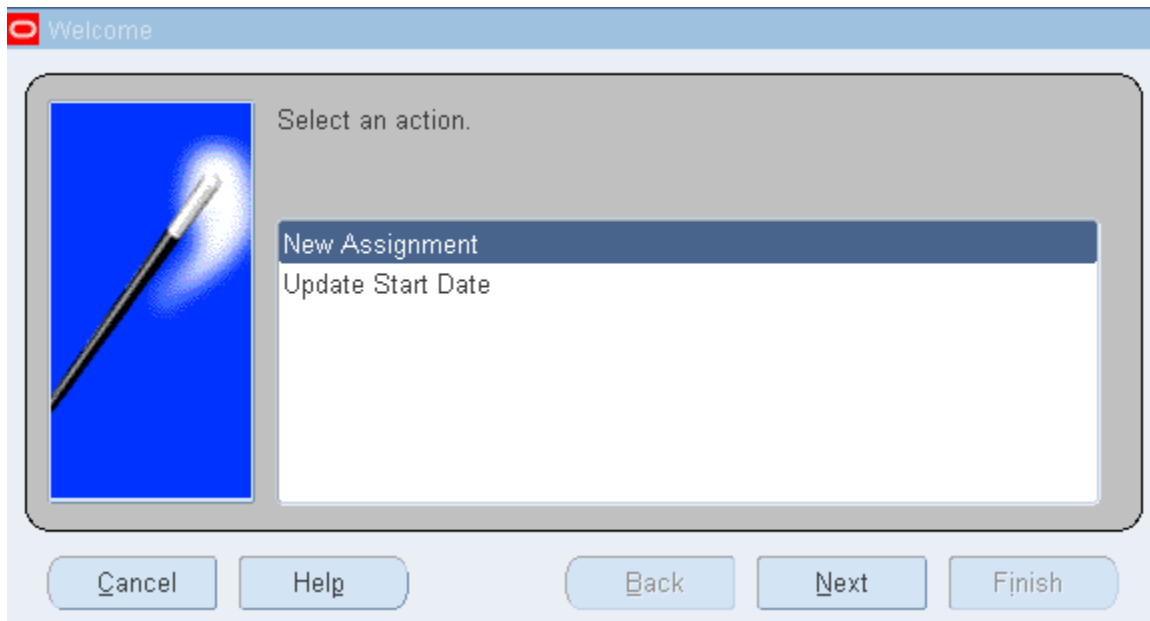 Welcome
Select an action.
New Assignment
Update Start Date
Cancel Help Back Next Finish